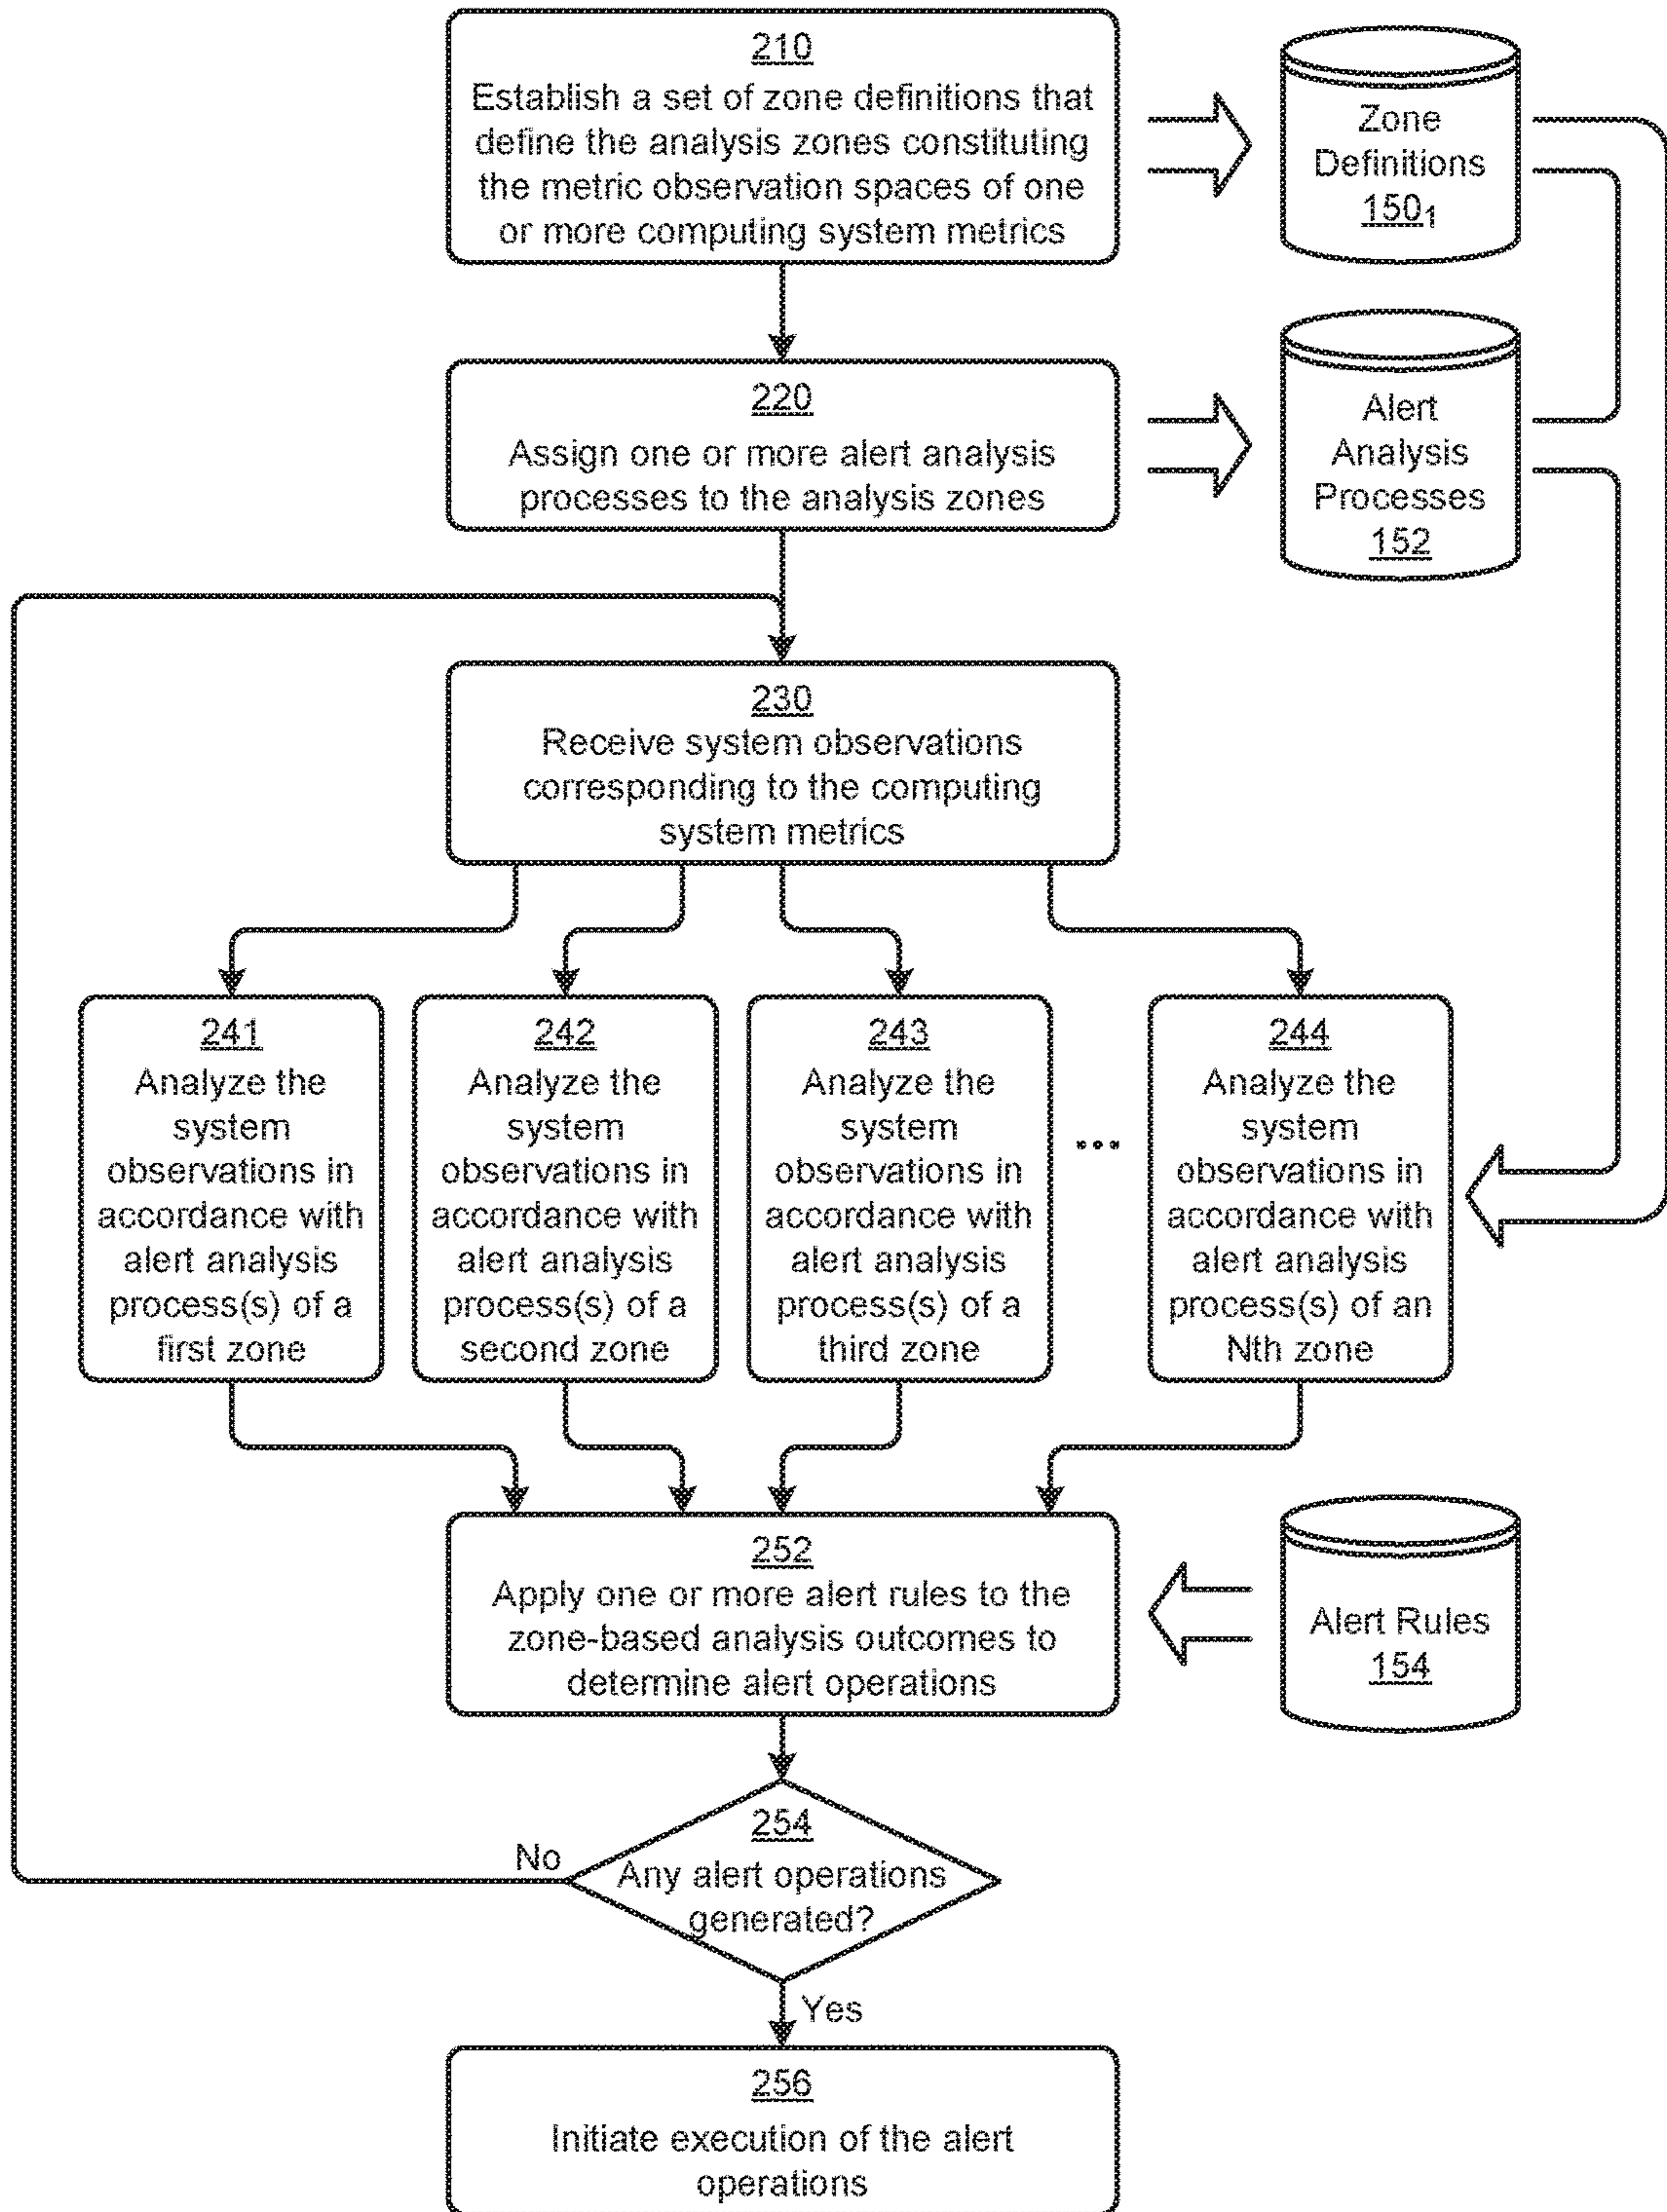 210
Establish a set of zone definitions that
define the analysis zones constituting
the metric observation spaces of one
or more computing system metrics
Zone
Definitions
150₁
220
Assign one or more alert analysis
processes to the analysis zones
Alert
Analysis
Processes
152
230
Receive system observations
corresponding to the computing
system metrics
241
Analyze the
system
observations in
accordance with
alert analysis
process(s) of a
first zone
242
Analyze the
system
observations in
accordance with
alert analysis
process(s) of a
second zone
243
Analyze the
system
observations in
accordance with
alert analysis
process(s) of a
third zone
...
244
Analyze the
system
observations in
accordance with
alert analysis
process(s) of an
Nth zone
252
Apply one or more alert rules to the
zone-based analysis outcomes to
determine alert operations
Alert Rules
154
254
Any alert operations
generated?
No
Yes
256
Initiate execution of the alert
operations